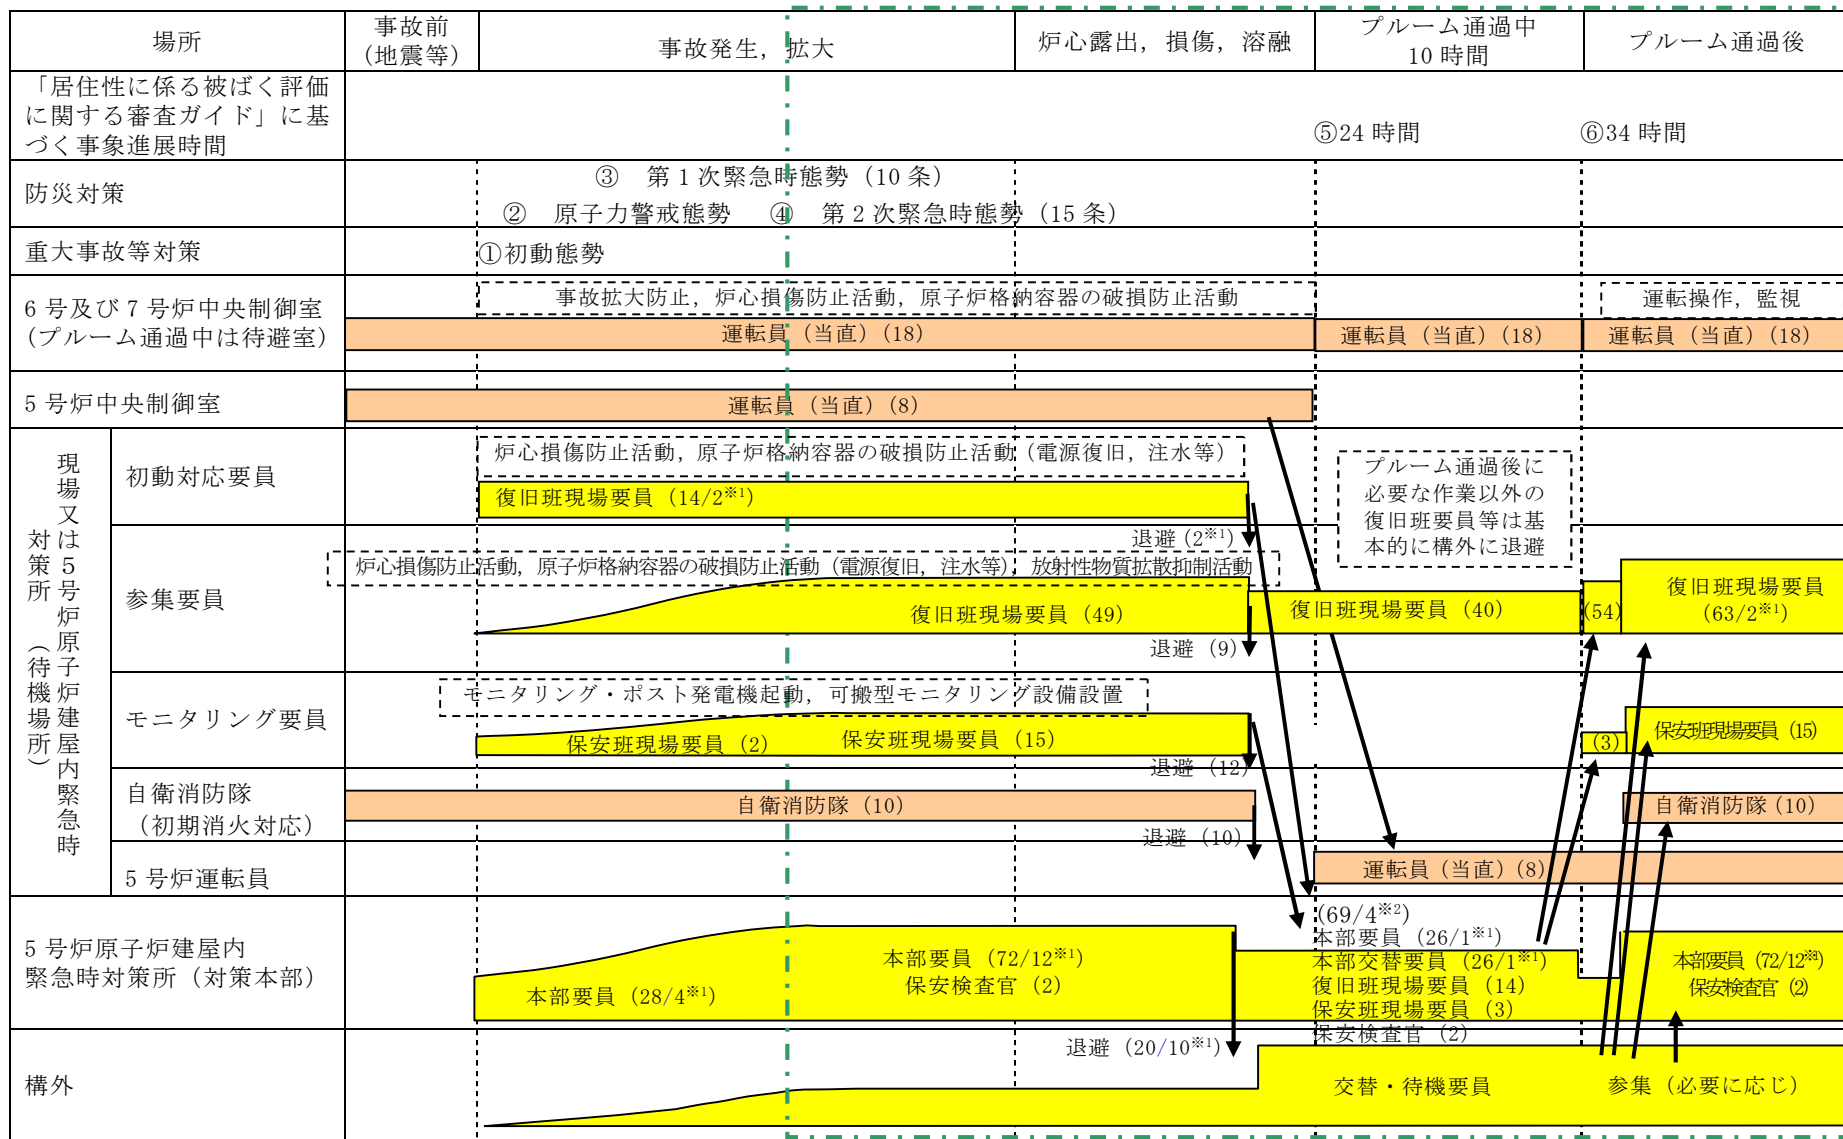 場所
事故前
(地震等)
事故発生，拡大
炉心露出，損傷，溶融
プルーム通過中
10 時間
プルーム通過後
「居住性に係る被ばく評価
に関する審査ガイド」に基
づく事象進展時間
⑤24 時間
⑥34 時間
防災対策
③　第 1 次緊急時態勢（10 条）
②　原子力警戒態勢　④　第 2 次緊急時態勢（15 条）
重大事故等対策
①初動態勢
6 号及び 7 号炉中央制御室
（プルーム通過中は待避室）
事故拡大防止，炉心損傷防止活動，原子炉格納容器の破損防止活動
運転操作，監視
運転員（当直）(18)
運転員（当直）(18)
運転員（当直）(18)
5 号炉中央制御室
運転員（当直）(8)
現場又は５号炉原子炉建屋内緊急時
対策所（待機場所）
初動対応要員
炉心損傷防止活動，原子炉格納容器の破損防止活動（電源復旧，注水等）
復旧班現場要員（14/2※1）
退避（2※1）
プルーム通過後に
必要な作業以外の
復旧班要員等は基
本的に構外に退避
参集要員
炉心損傷防止活動，原子炉格納容器の破損防止活動（電源復旧，注水等），放射性物質拡散抑制活動
復旧班現場要員（49）
復旧班現場要員（40）
(54)
復旧班現場要員
（63/2※1）
退避（9）
モニタリング要員
モニタリング・ポスト発電機起動，可搬型モニタリング設備設置
保安班現場要員（2）
保安班現場要員（15）
(3)
保安班現場要員（15）
退避（12）
自衛消防隊
（初期消火対応）
自衛消防隊（10）
自衛消防隊（10）
退避（10）
5 号炉運転員
運転員（当直）(8)
5 号炉原子炉建屋内
緊急時対策所（対策本部）
本部要員（28/4※1）
本部要員（72/12※1）
保安検査官（2）
(69/4※2)
本部要員（26/1※1）
本部交替要員（26/1※1）
復旧班現場要員（14）
保安班現場要員（3）
保安検査官（2）
本部要員（72/12※1）
保安検査官（2）
退避（20/10※1）
構外
交替・待機要員
参集（必要に応じ）